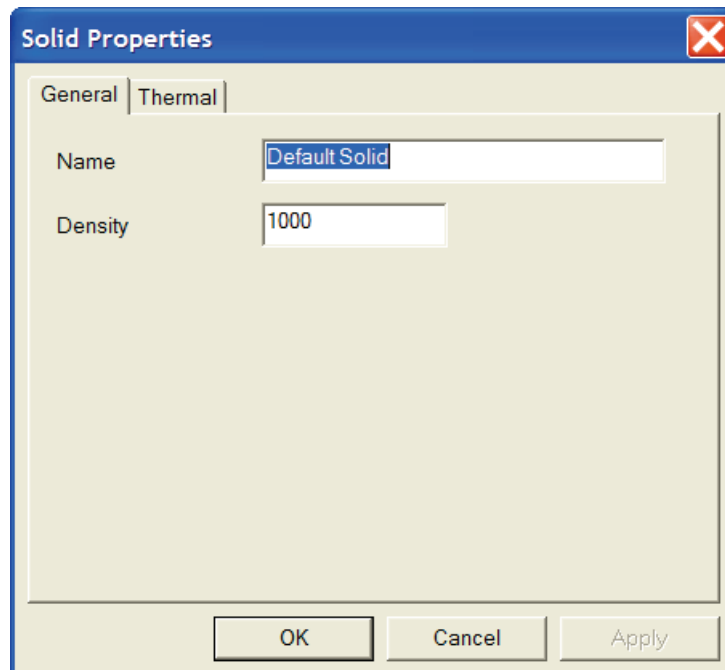 Solid Properties
General Thermal
Name Default Solid
Density 1000
OK Cancel Apply